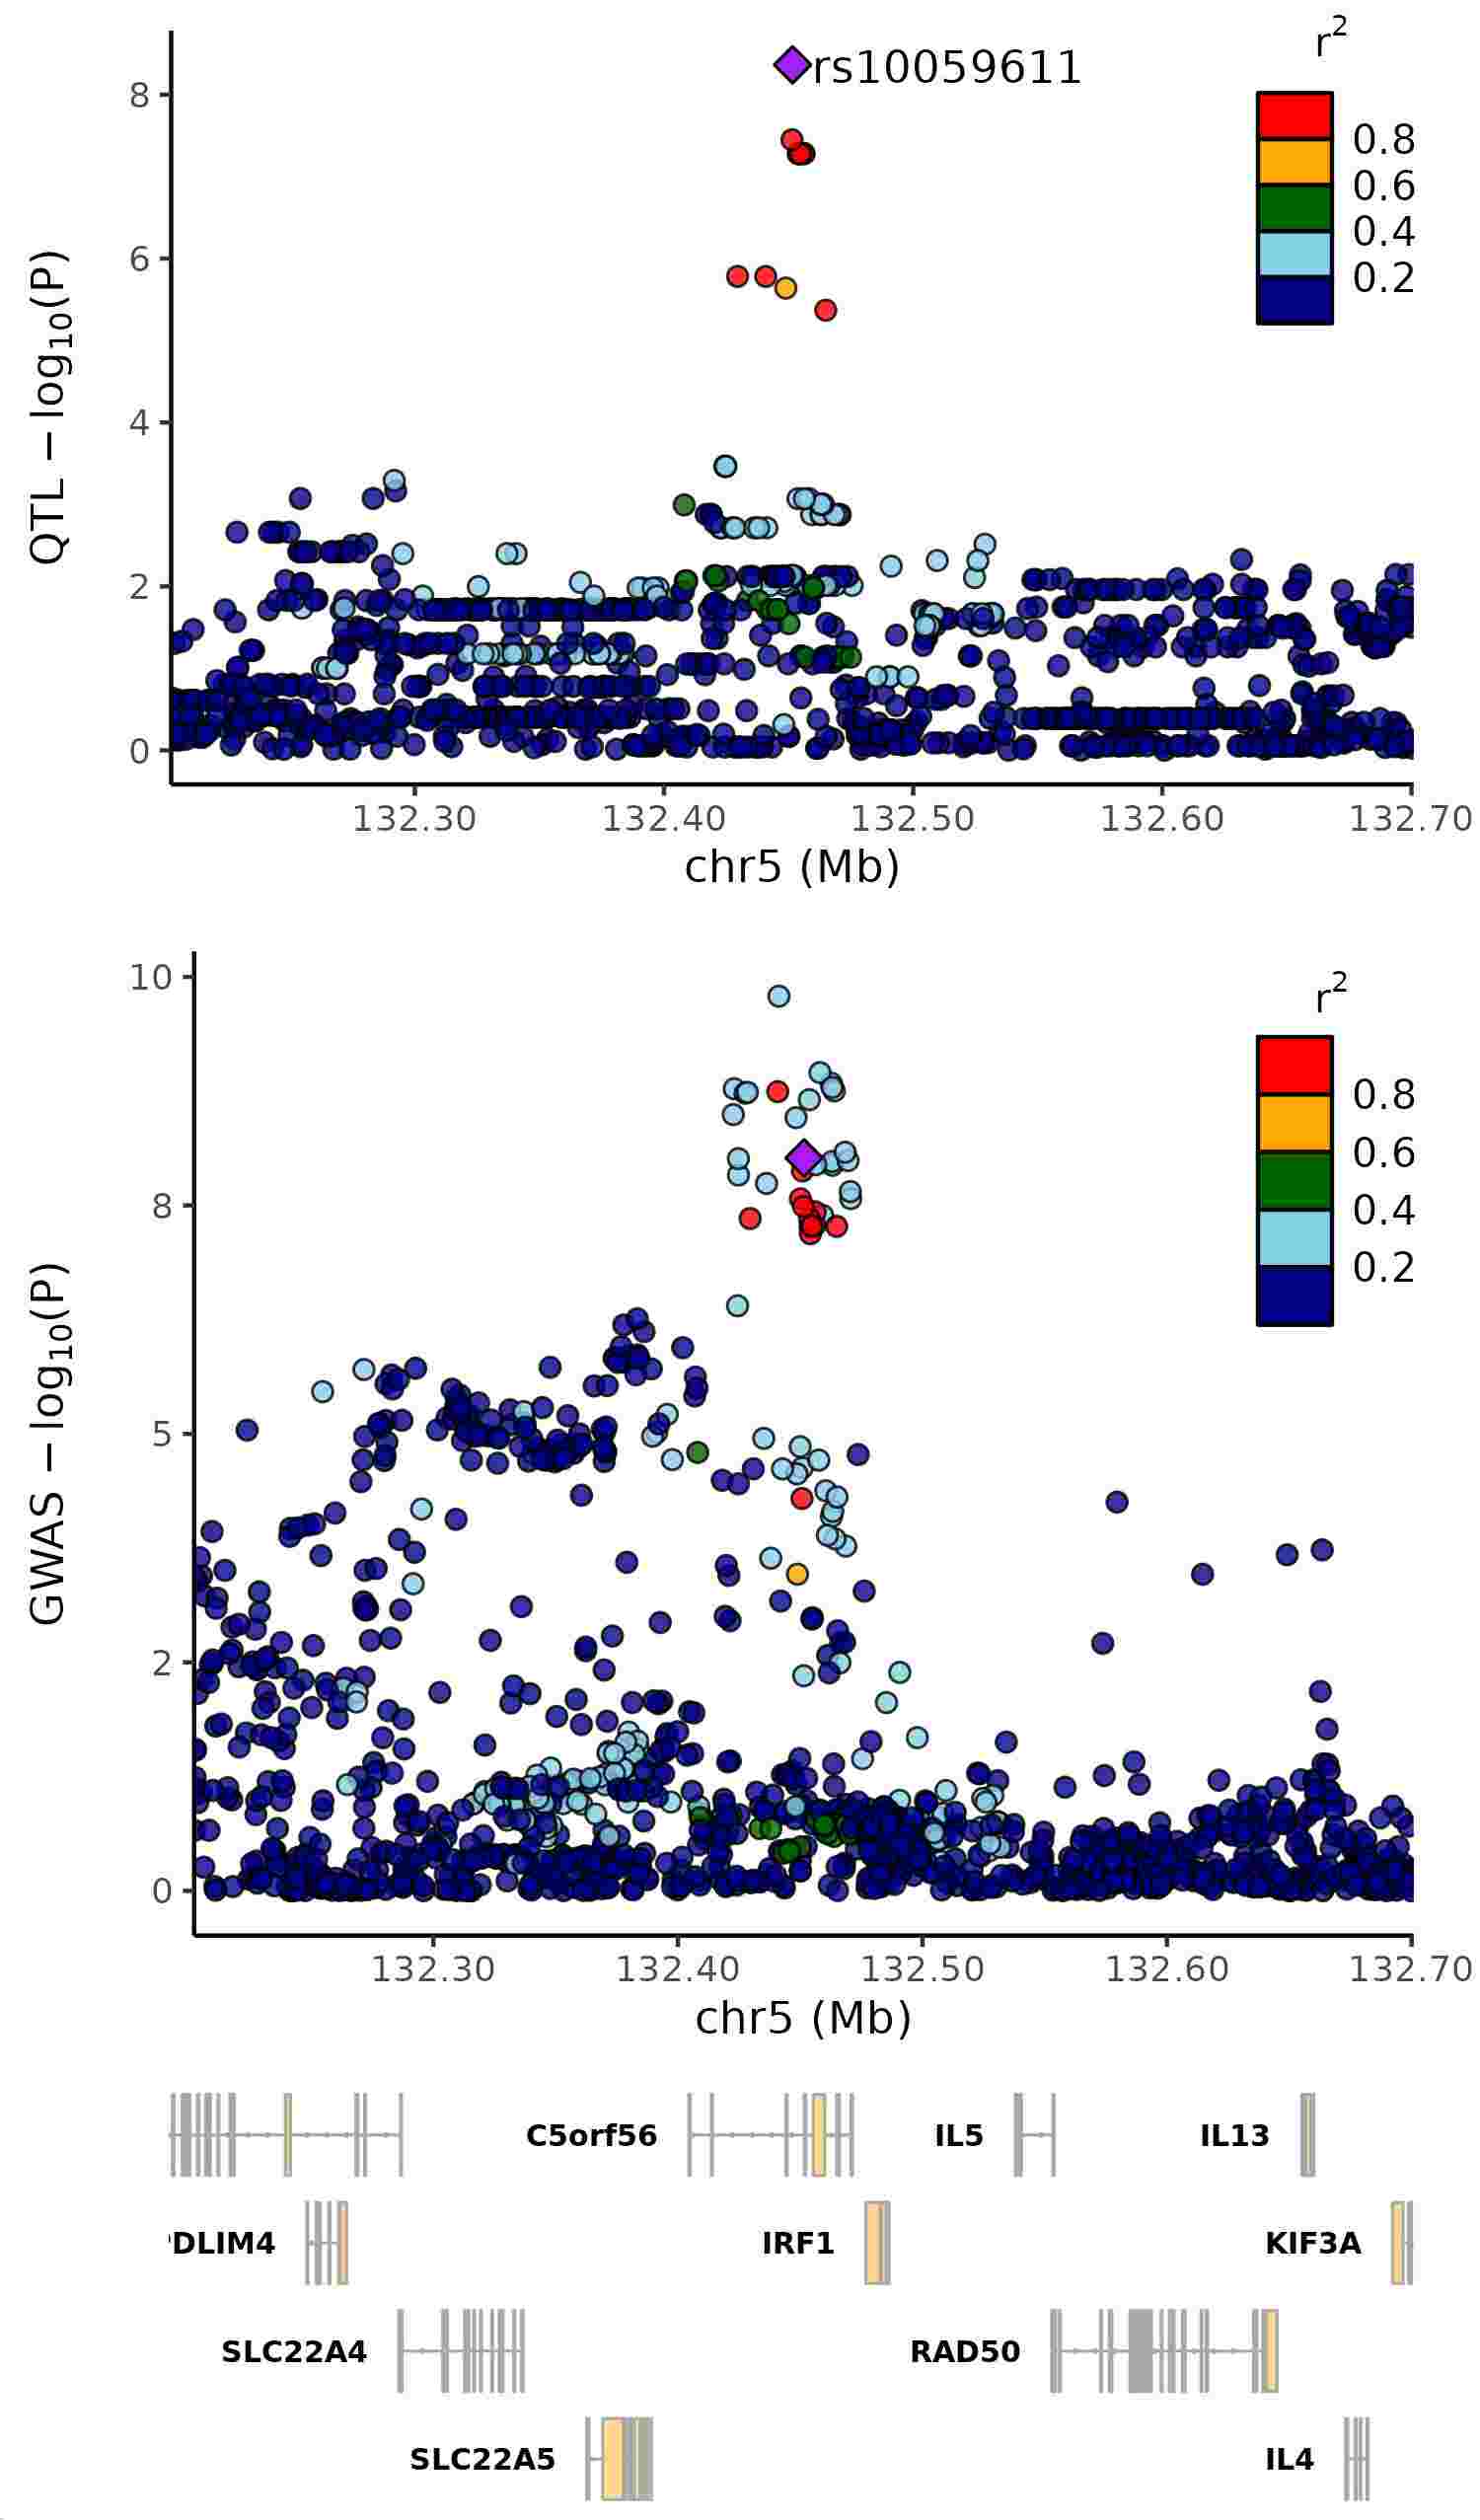 r²
rs10059611
8
6
4
2
0
0.8
0.6
0.4
0.2
QTL −log₁₀(P)
132.30 132.40 132.50 132.60 132.70
chr5 (Mb)
r²
10
8
5
2
0
0.8
0.6
0.4
0.2
GWAS −log₁₀(P)
132.30 132.40 132.50 132.60 132.70
chr5 (Mb)
C5orf56 IL5 IL13
DLIM4 IRF1 KIF3A
SLC22A4 RAD50
SLC22A5 IL4